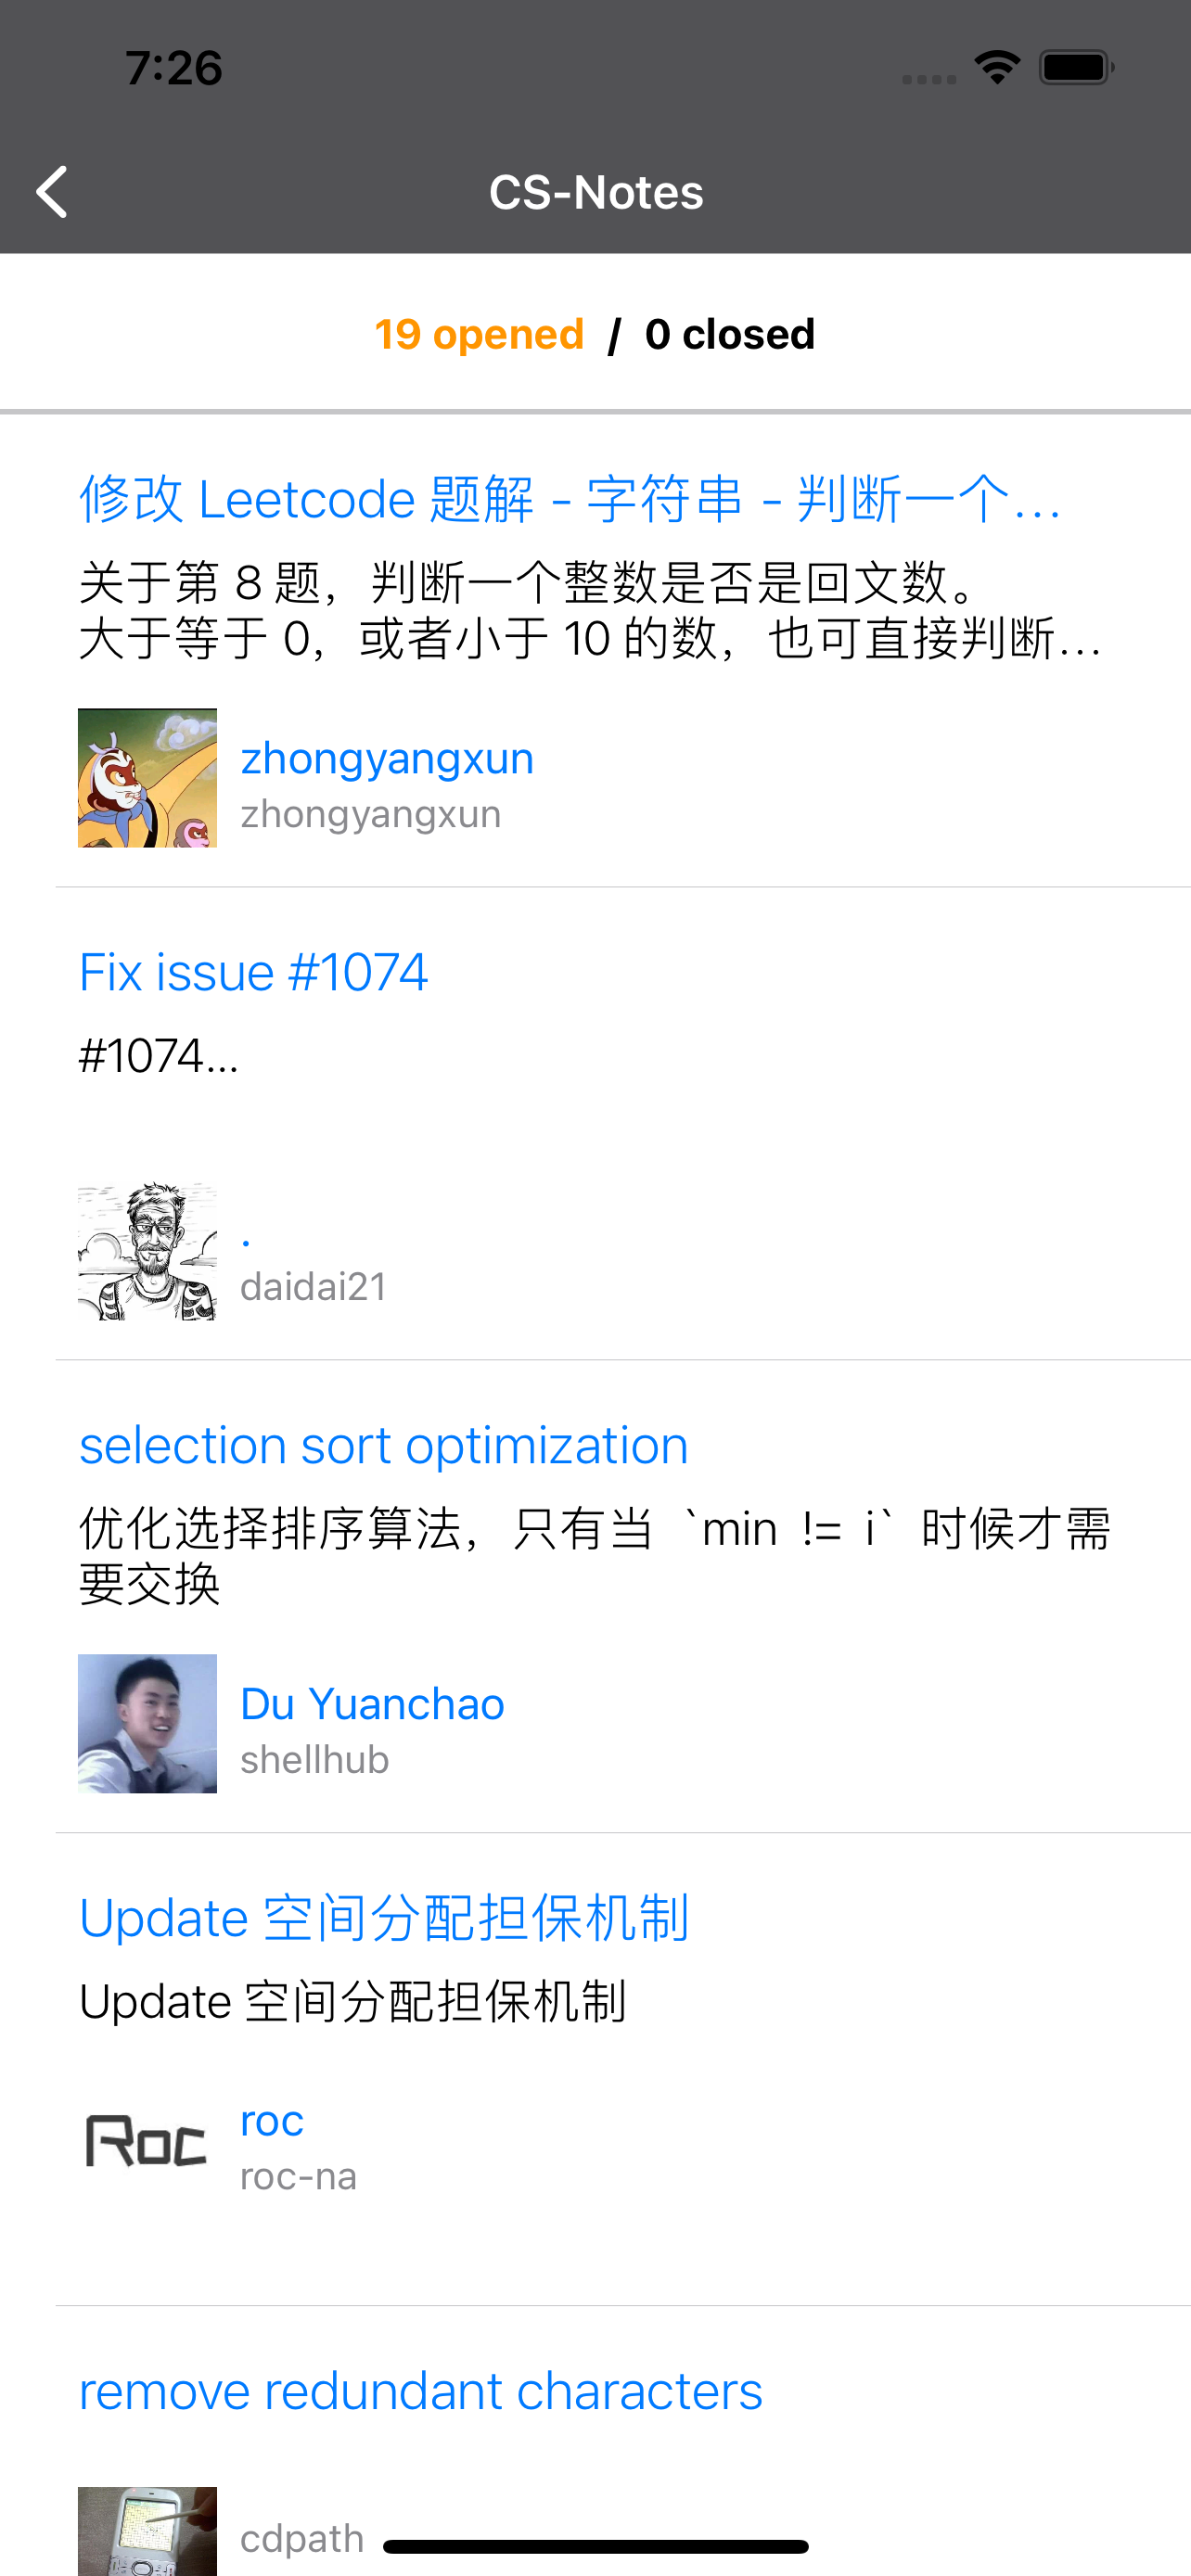 7:26
CS-Notes
19 opened / 0 closed
修改 Leetcode 题解 - 字符串 - 判断一个...
关于第 8 题，判断一个整数是否是回文数。
大于等于 0，或者小于 10 的数，也可直接判断...
zhongyangxun
zhongyangxun
Fix issue #1074
#1074...
.
daidai21
selection sort optimization
优化选择排序算法，只有当 `min != i` 时候才需
要交换
Du Yuanchao
shellhub
Update 空间分配担保机制
Update 空间分配担保机制
Roc
roc
roc-na
remove redundant characters
cdpath